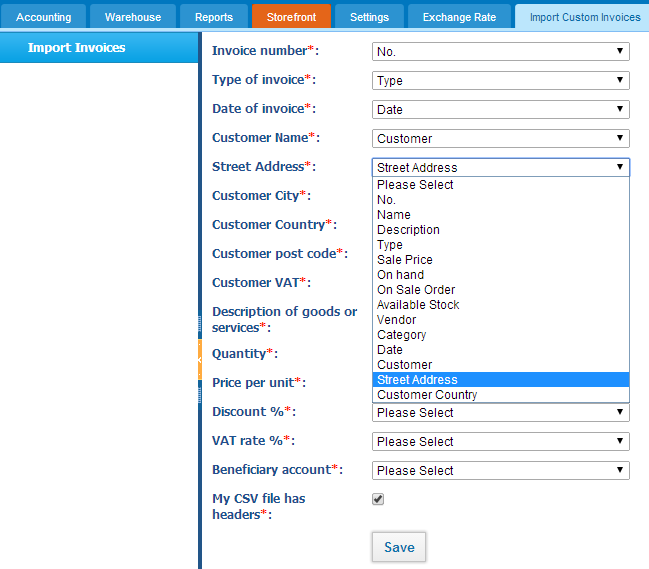 Accounting Warehouse Reports Storefront Settings Exchange Rate Import Custom Invoices
Import Invoices
Invoice number*: No.
Type of invoice*: Type
Date of invoice*: Date
Customer Name*: Customer
Street Address*: Street Address
Please Select
Customer City*:
No.
Name
Customer Country*:
Description
Type
Customer post code*:
Sale Price
On hand
Customer VAT*:
On Sale Order
Available Stock
Description of goods or
services*:
Vendor
Category
Quantity*:
Date
Customer
Price per unit*:
Street Address
Customer Country
Discount %*: Please Select
VAT rate %*: Please Select
Beneficiary account*: Please Select
My CSV file has
headers*:
Save